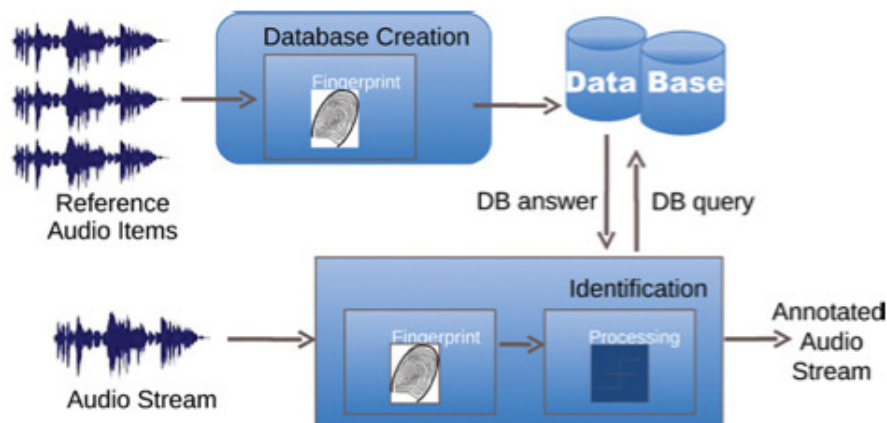 Database Creation
Fingerprint
Data Base
Reference
Audio Items
DB answer
DB query
Identification
Fingerprint
Processing
Audio Stream
Annotated
Audio
Stream